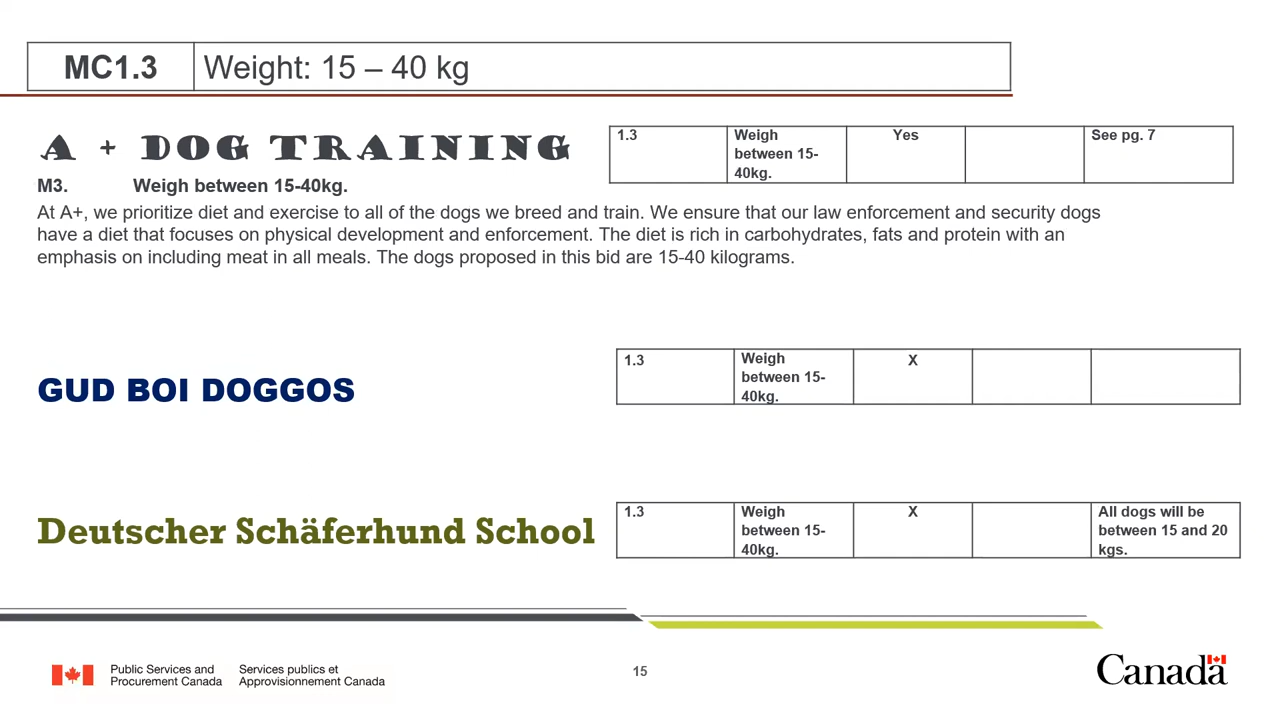 MC1.3 Weight: 15 – 40 kg
A + DOG TRAINING
1.3 Weigh between 15-40kg. Yes See pg. 7
M3. Weigh between 15-40kg.
At A+, we prioritize diet and exercise to all of the dogs we breed and train. We ensure that our law enforcement and security dogs
have a diet that focuses on physical development and enforcement. The diet is rich in carbohydrates, fats and protein with an
emphasis on including meat in all meals. The dogs proposed in this bid are 15-40 kilograms.
GUD BOI DOGGOS
1.3 Weigh between 15-40kg. X
Deutscher Schäferhund School
1.3 Weigh between 15-40kg. X All dogs will be between 15 and 20 kgs.
Public Services and
Procurement Canada
Services publics et
Approvisionnement Canada
15
Canada